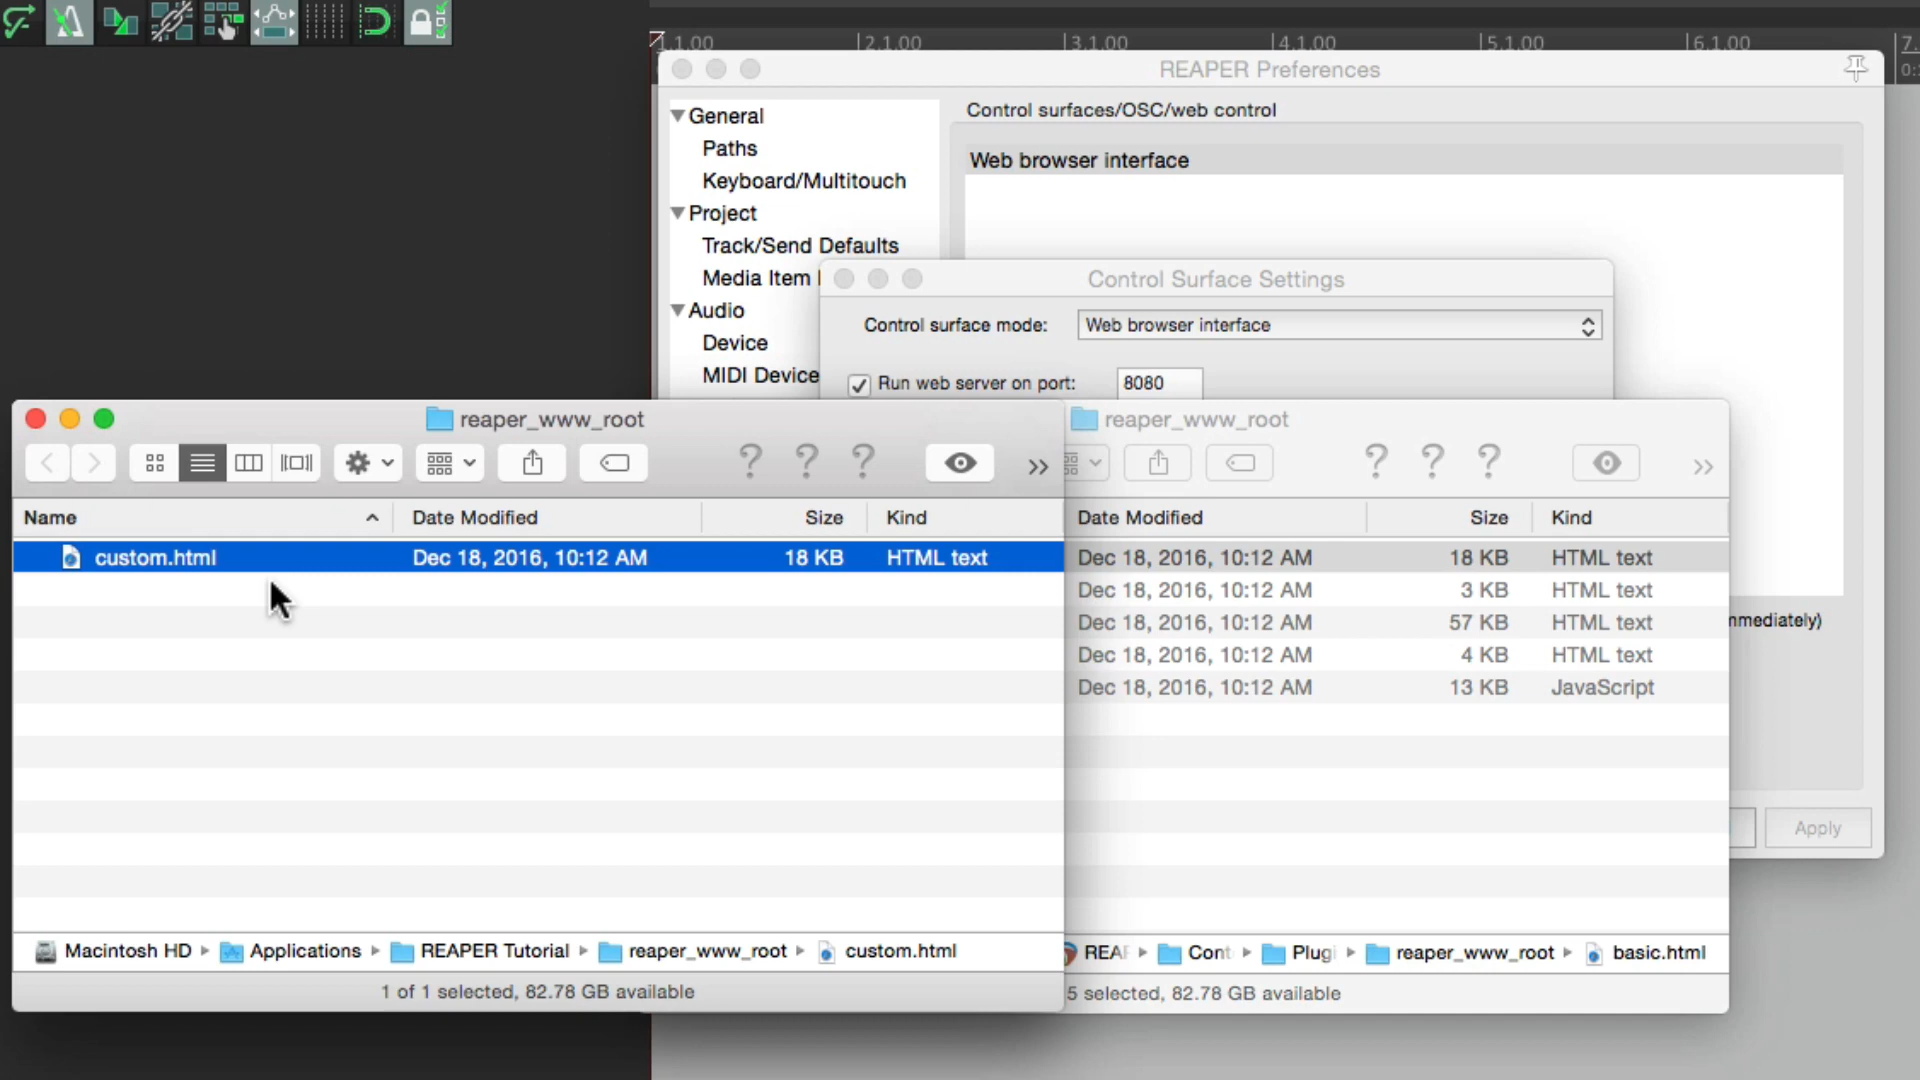 1.1.00 2.1.00 3.1.00 4.1.00 5.1.00 6.1.00 7.
0:
REAPER Preferences
General
Paths
Keyboard/Multitouch
Project
Track/Send Defaults
Media Item
Audio
Device
MIDI Device
Control surfaces/OSC/web control
Web browser interface
Control Surface Settings
Control surface mode: Web browser interface
Run web server on port: 8080
mmediately)
Apply
reaper_www_root
Name Date Modified Size Kind
custom.html Dec 18, 2016, 10:12 AM 18 KB HTML text
Macintosh HD Applications REAPER Tutorial reaper_www_root custom.html
1 of 1 selected, 82.78 GB available
reaper_www_root
Date Modified Size Kind
Dec 18, 2016, 10:12 AM 18 KB HTML text
Dec 18, 2016, 10:12 AM 3 KB HTML text
Dec 18, 2016, 10:12 AM 57 KB HTML text
Dec 18, 2016, 10:12 AM 4 KB HTML text
Dec 18, 2016, 10:12 AM 13 KB JavaScript
REAP Cont Plugi reaper_www_root basic.html
5 selected, 82.78 GB available